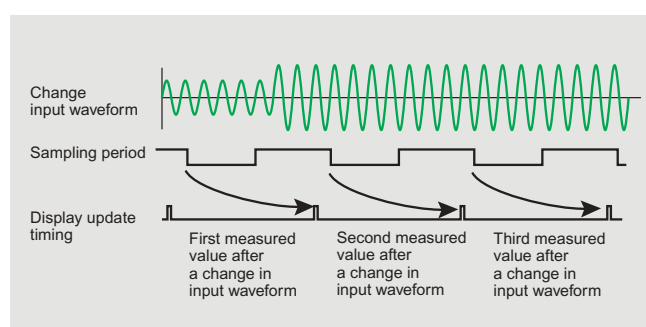 Change
input waveform
Sampling period
Display update
timing
First measured
value after
a change in
input waveform
Second measured
value after
a change in
input waveform
Third measured
value after
a change in
input waveform